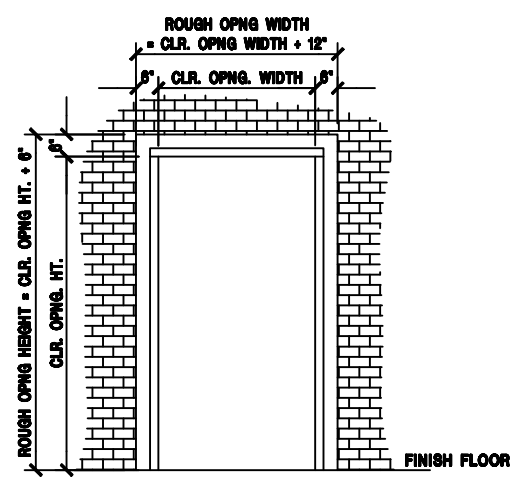 ROUGH OPNG WIDTH
= CLR. OPNG WIDTH + 12"
6" CLR. OPNG. WIDTH 6"
6"
ROUGH OPNG HEIGHT = CLR. OPNG HT. + 6"
CLR. OPNG. HT.
FINISH FLOOR